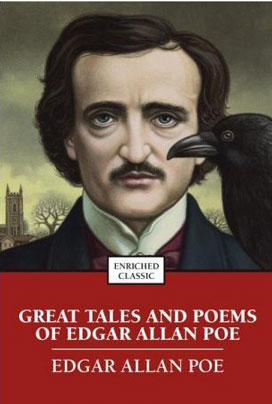 ENRICHED
CLASSIC
GREAT TALES AND POEMS
OF EDGAR ALLAN POE
EDGAR ALLAN POE